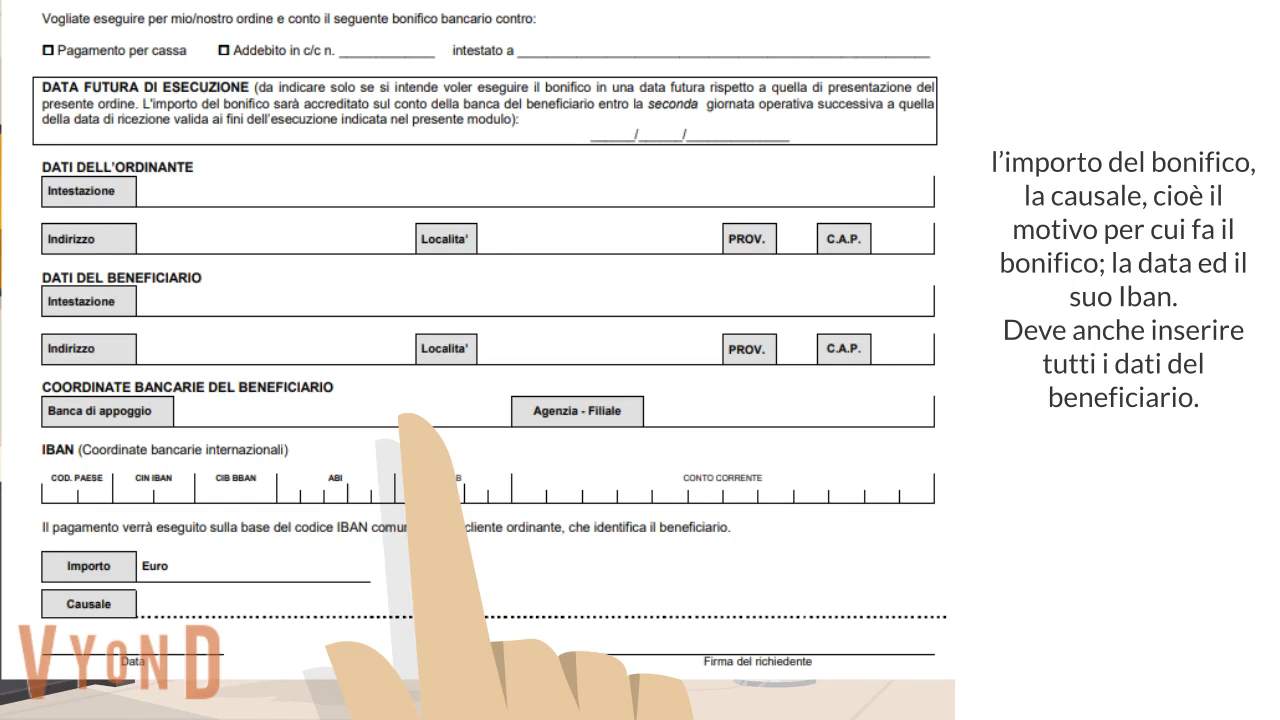 Vogliate eseguire per mio/nostro ordine e conto il seguente bonifico bancario contro:
Pagamento per cassa Addebito in c/c n. _____________ intestato a ________________________________________________________
DATA FUTURA DI ESECUZIONE (da indicare solo se si intende voler eseguire il bonifico in una data futura rispetto a quella di presentazione del
presente ordine. L'importo del bonifico sarà accreditato sul conto della banca del beneficiario entro la seconda giornata operativa successiva a quella
della data di ricezione valida ai fini dell'esecuzione indicata nel presente modulo):
______/______/______________
DATI DELL'ORDINANTE
Intestazione
Indirizzo Localita' PROV. C.A.P.
DATI DEL BENEFICIARIO
Intestazione
Indirizzo Localita' PROV. C.A.P.
COORDINATE BANCARIE DEL BENEFICIARIO
Banca di appoggio Agenzia - Filiale
IBAN (Coordinate bancarie internazionali)
COD. PAESE CIN IBAN CIB BBAN ABI B CONTO CORRENTE
Il pagamento verrà eseguito sulla base del codice IBAN comu cliente ordinante, che identifica il beneficiario.
Importo Euro
Causale
Data Firma del richiedente
VYOND
l'importo del bonifico,
la causale, cioè il
motivo per cui fa il
bonifico; la data ed il
suo Iban.
Deve anche inserire
tutti i dati del
beneficiario.